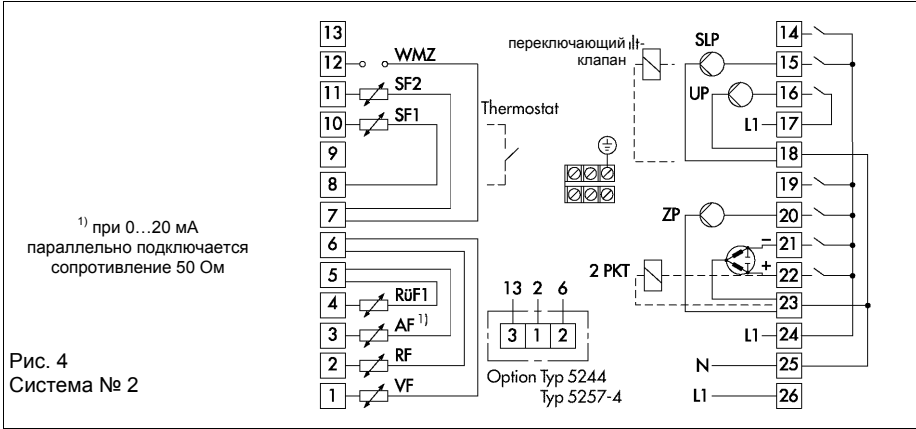 13
12 WMZ
11 SF2
10 SF1
9
8
7
6
5
4 RüF1
3 AF 1)
2 RF
1 VF
Thermostat
1) при 0…20 мА
параллельно подключается
сопротивление 50 Ом
Рис. 4
Система № 2
13 2 6
3 1 2
Option Typ 5244
Typ 5257-4
переключающий
клапан
SLP
UP
L1
ZP
2 PKT
−
+
L1
N
L1
14
15
16
17
18
19
20
21
22
23
24
25
26